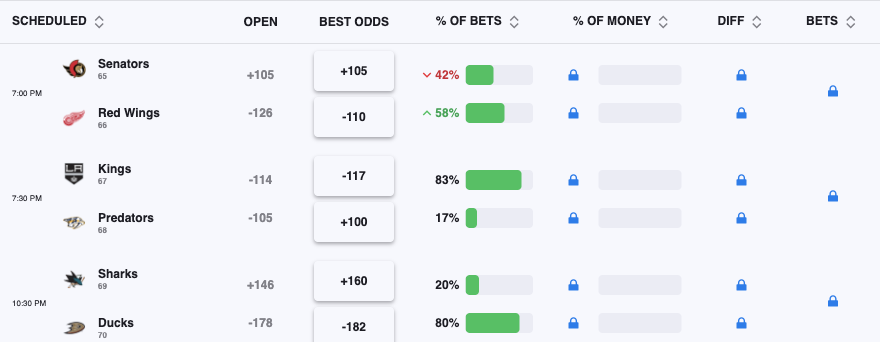 SCHEDULED OPEN BEST ODDS % OF BETS % OF MONEY DIFF BETS
7:00 PM
Senators +105 +105 42%
65
Red Wings -126 -110 58%
66
7:30 PM
Kings -114 -117 83%
67
Predators -105 +100 17%
68
10:30 PM
Sharks +146 +160 20%
69
Ducks -178 -182 80%
70